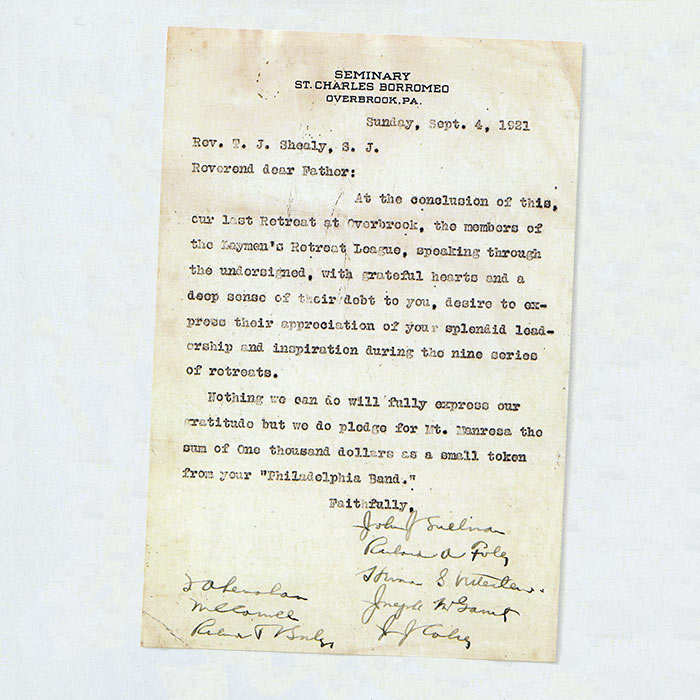 SEMINARY
ST. CHARLES BORROMEO
OVERBROOK, PA.
Sunday, Sept. 4, 1921
Rev. T. J. Shealy, S. J.
Reverend dear Father:
At the conclusion of this,
our last Retreat at Overbrook, the members of
the Laymen's Retreat League, speaking through
the undersigned, with grateful hearts and a
deep sense of their debt to you, desire to ex-
press their appreciation of your splendid lead-
ership and inspiration during the nine series
of retreats.
Nothing we can do will fully express our
gratitude but we do pledge for Mt. Manresa the
sum of One thousand dollars as a small token
from your "Philadelphia Band."
Faithfully,
John J Sullivan
A Foley
S
Joseph
J J